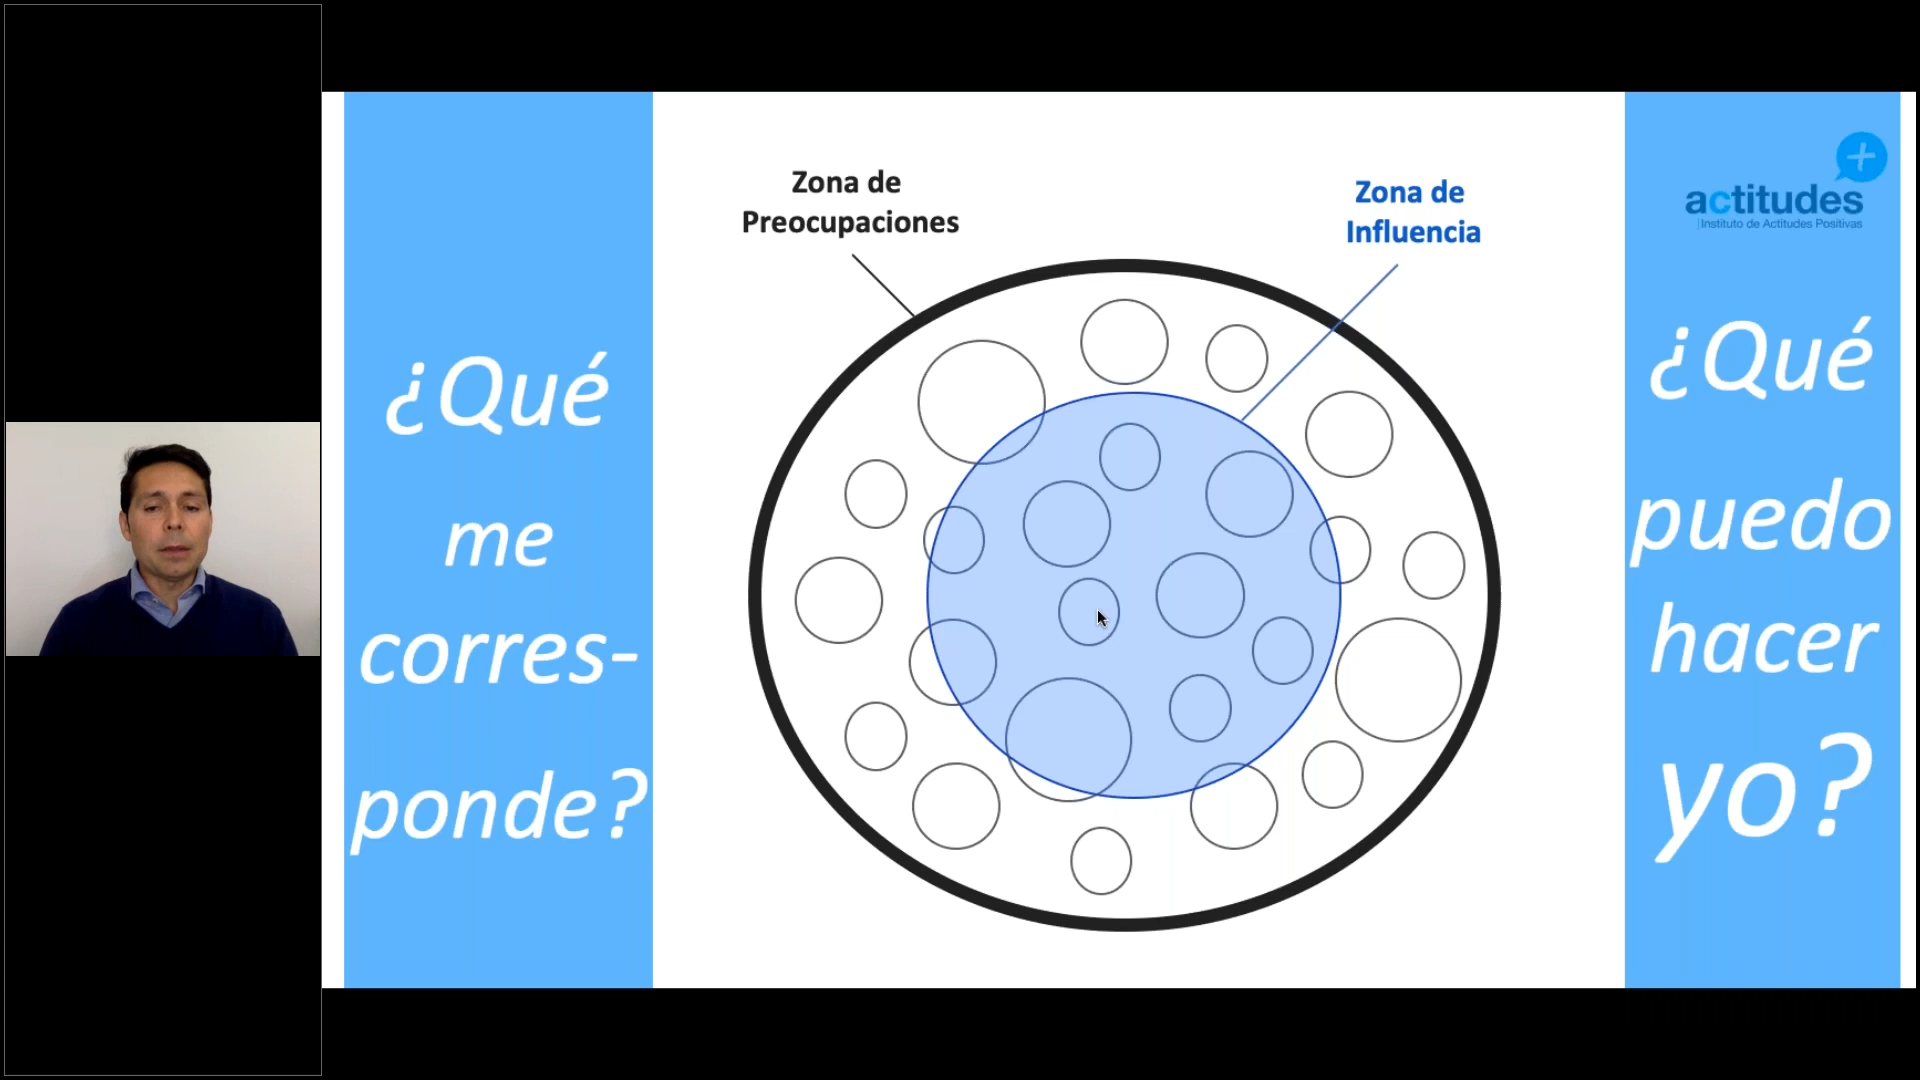 ¿Qué
me
corres-
ponde?
Zona de
Preocupaciones
Zona de
Influencia
actitudes
Instituto de Actitudes Positivas
¿Qué
puedo
hacer
yo?